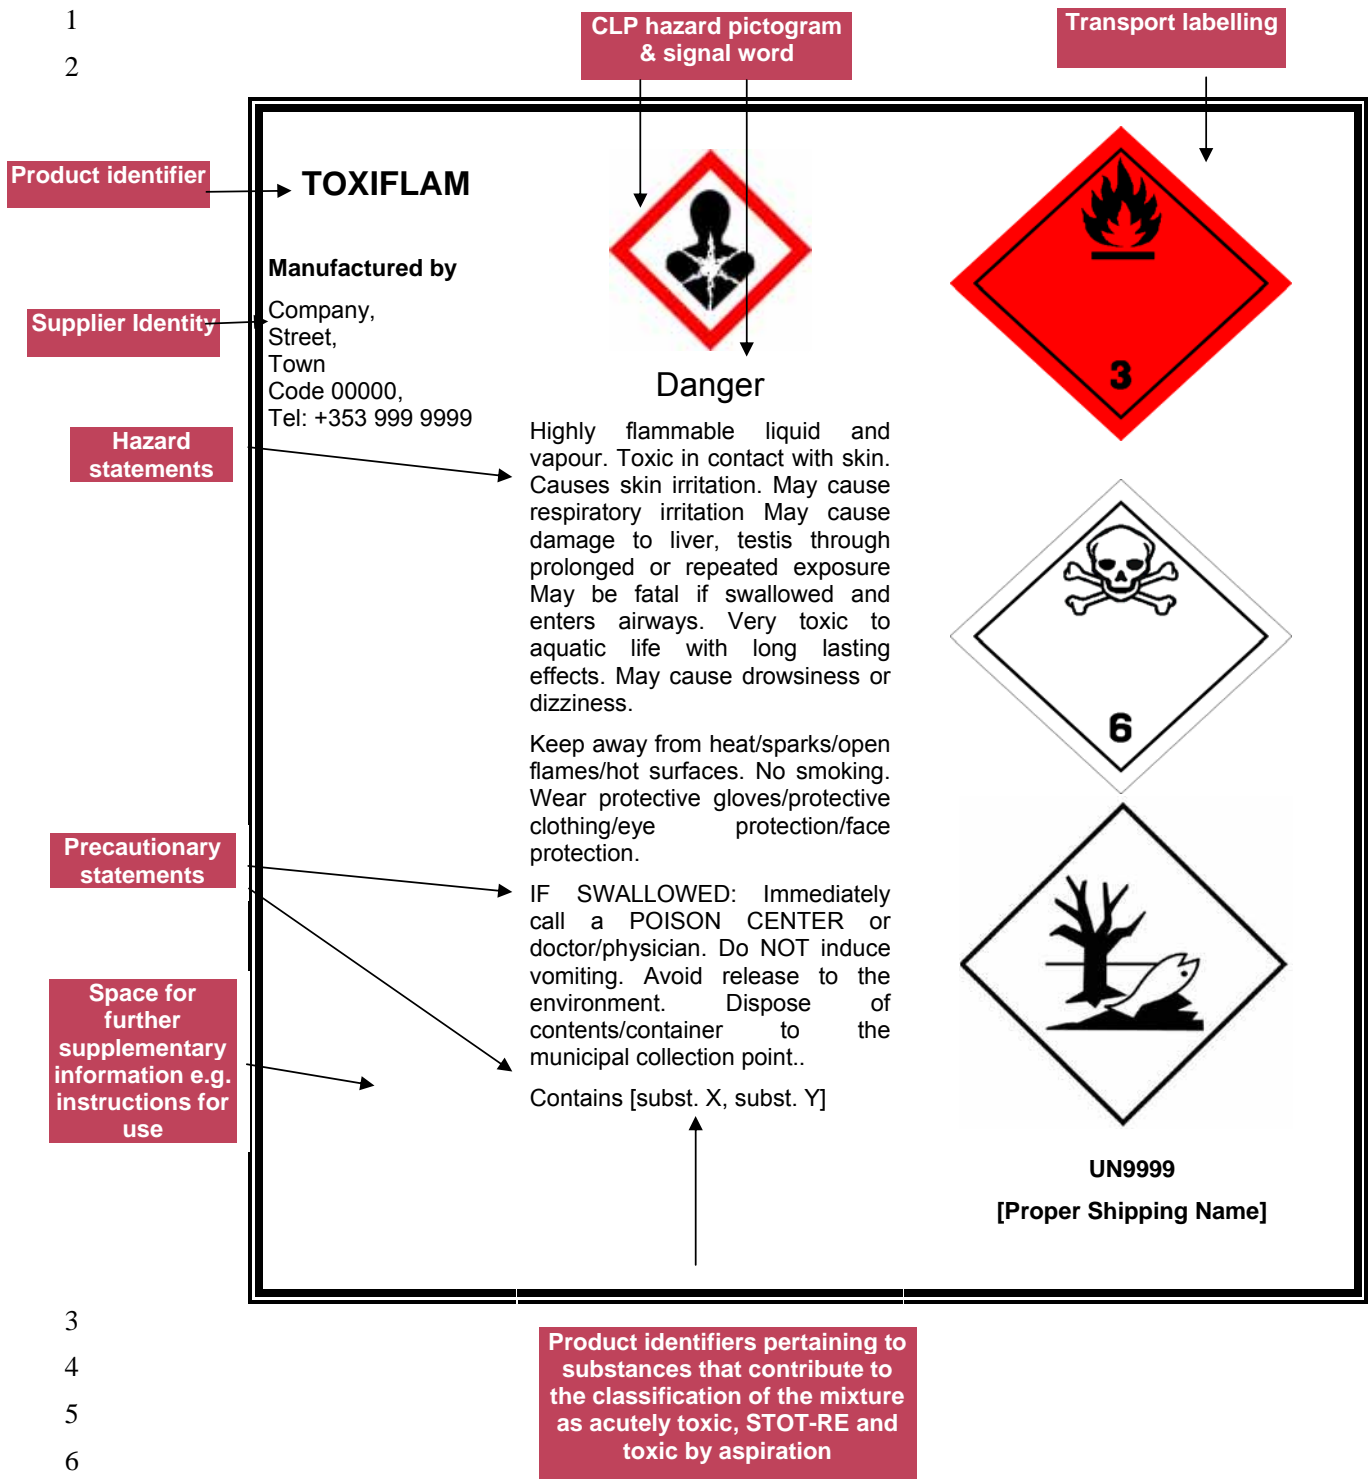 1
2
CLP hazard pictogram
& signal word
Transport labelling
Product identifier
TOXIFLAM
Manufactured by
Supplier Identity
Company,
Street,
Town
Code 00000,
Tel: +353 999 9999
3
Danger
Hazard
statements
Highly flammable liquid and
vapour. Toxic in contact with skin.
Causes skin irritation. May cause
respiratory irritation May cause
damage to liver, testis through
prolonged or repeated exposure
May be fatal if swallowed and
enters airways. Very toxic to
aquatic life with long lasting
effects. May cause drowsiness or
dizziness.
6
Keep away from heat/sparks/open
flames/hot surfaces. No smoking.
Wear protective gloves/protective
clothing/eye protection/face
protection.
Precautionary
statements
IF SWALLOWED: Immediately
call a POISON CENTER or
doctor/physician. Do NOT induce
vomiting. Avoid release to the
environment. Dispose of
contents/container to the
municipal collection point..
Space for
further
supplementary
information e.g.
instructions for
use
Contains [subst. X, subst. Y]
UN9999
[Proper Shipping Name]
3
4
5
6
Product identifiers pertaining to
substances that contribute to
the classification of the mixture
as acutely toxic, STOT-RE and
toxic by aspiration